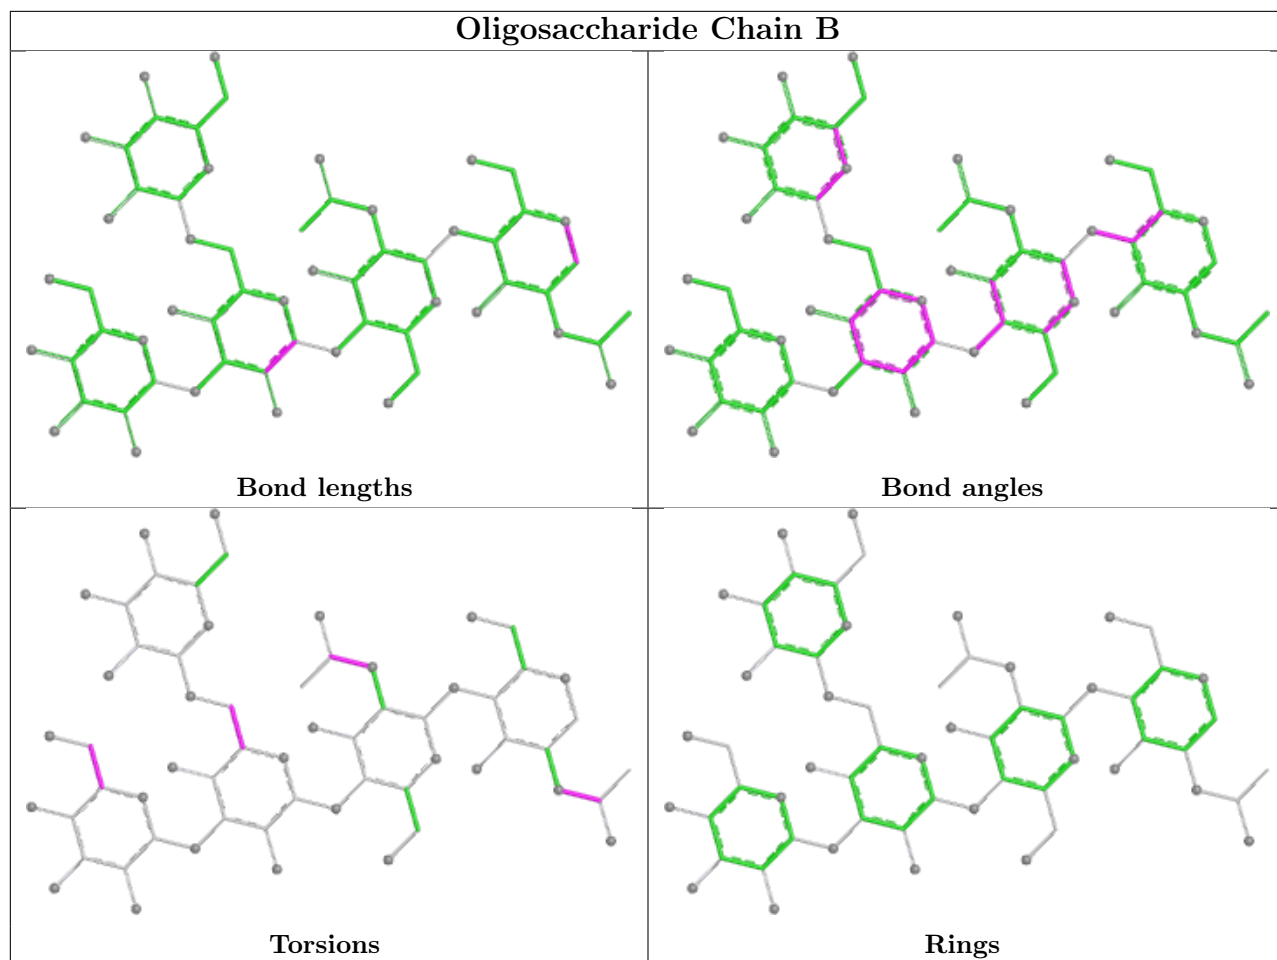 Oligosaccharide Chain B
Bond lengths
Bond angles
Torsions
Rings